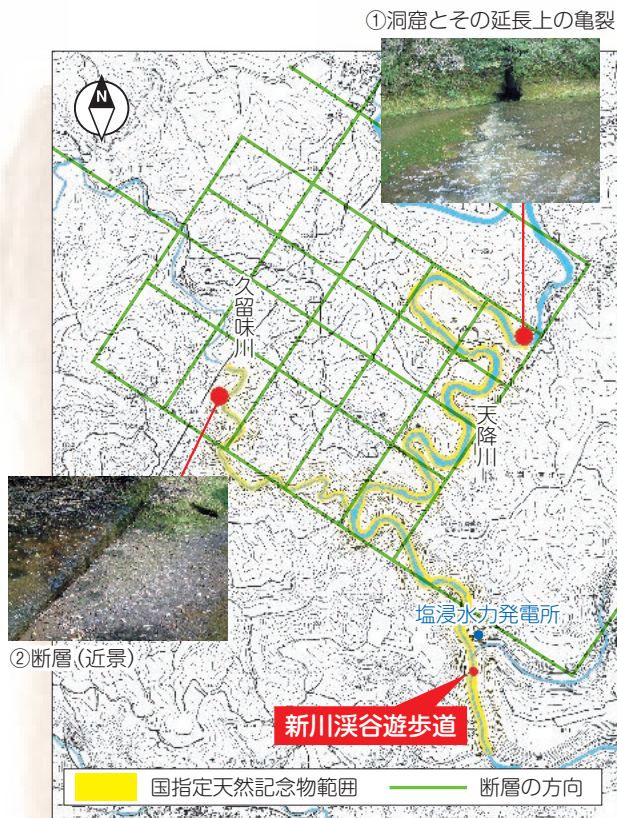 ①洞窟とその延長上の亀裂
N
久留味川
天降川
塩浸水力発電所
②断層(近景)
新川渓谷遊歩道
国指定天然記念物範囲
断層の方向